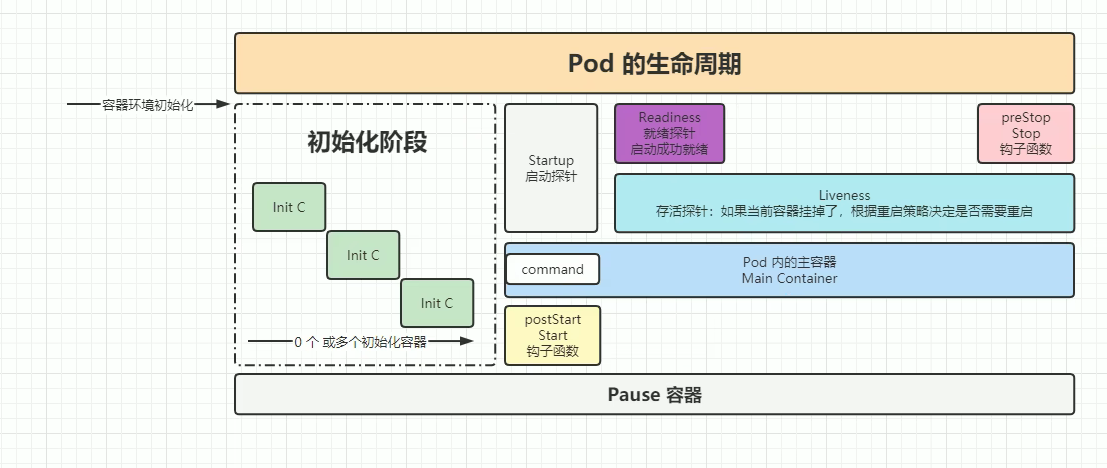 Pod 的生命周期
容器环境初始化
初始化阶段
Init C
Init C
Init C
0 个 或多个初始化容器
Startup
启动探针
Readiness
就绪探针
启动成功就绪
preStop
Stop
钩子函数
Liveness
存活探针：如果当前容器挂掉了，根据重启策略决定是否需要重启
command
Pod 内的主容器
Main Container
postStart
Start
钩子函数
Pause 容器